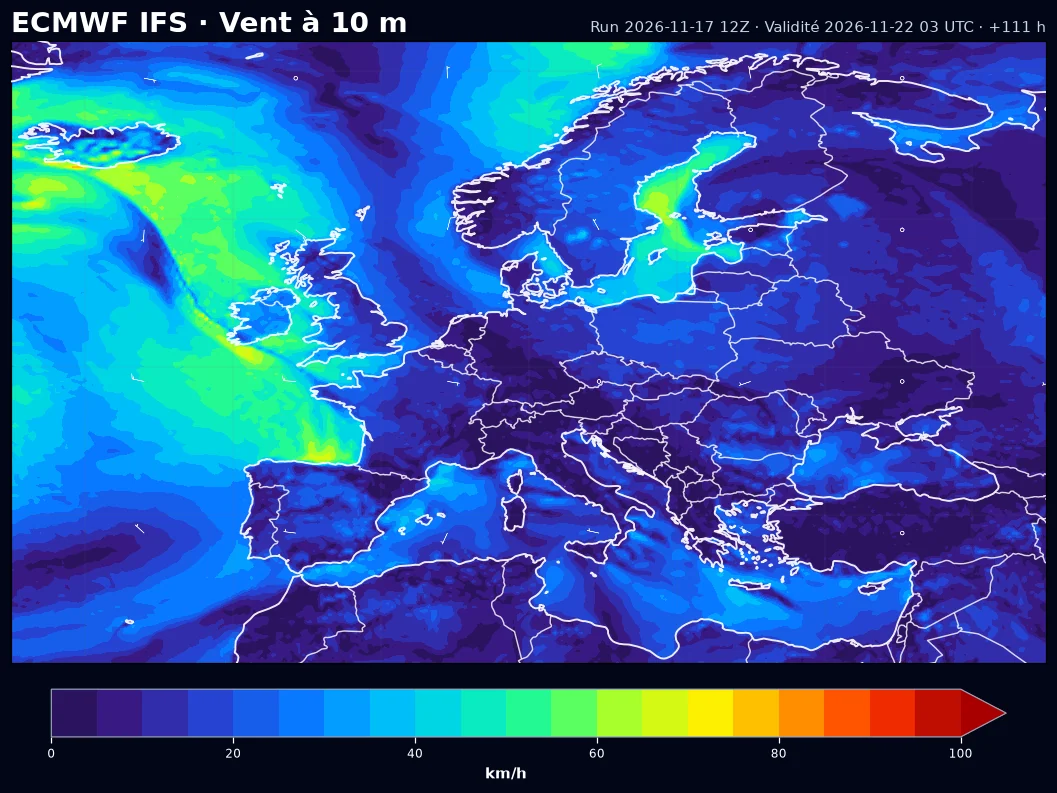 ECMWF IFS · Vent à 10 m
Run 2026-11-17 12Z · Validité 2026-11-22 03 UTC · +111 h
0 20 40 60 80 100
km/h